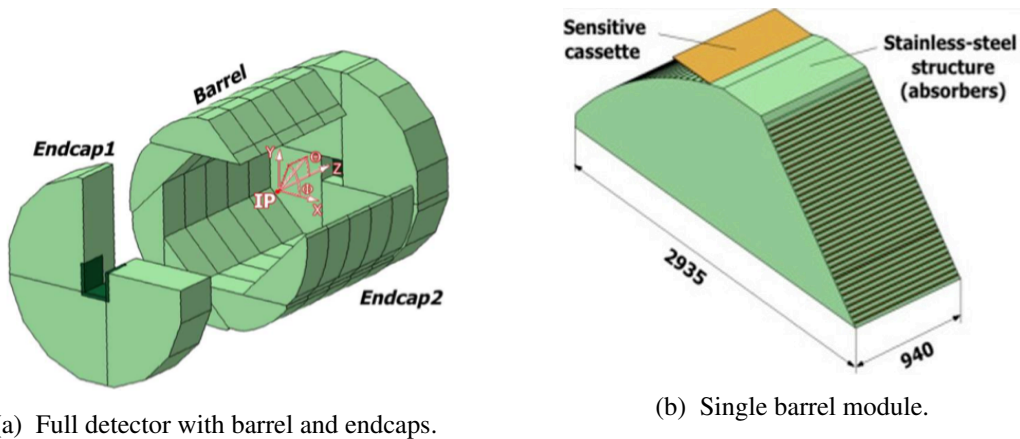 Barrel
Endcap1
Y
Θ
Z
Φ
IP
X
Endcap2
a) Full detector with barrel and endcaps.
Sensitive
cassette
Stainless-steel
structure
(absorbers)
2935
940
(b) Single barrel module.